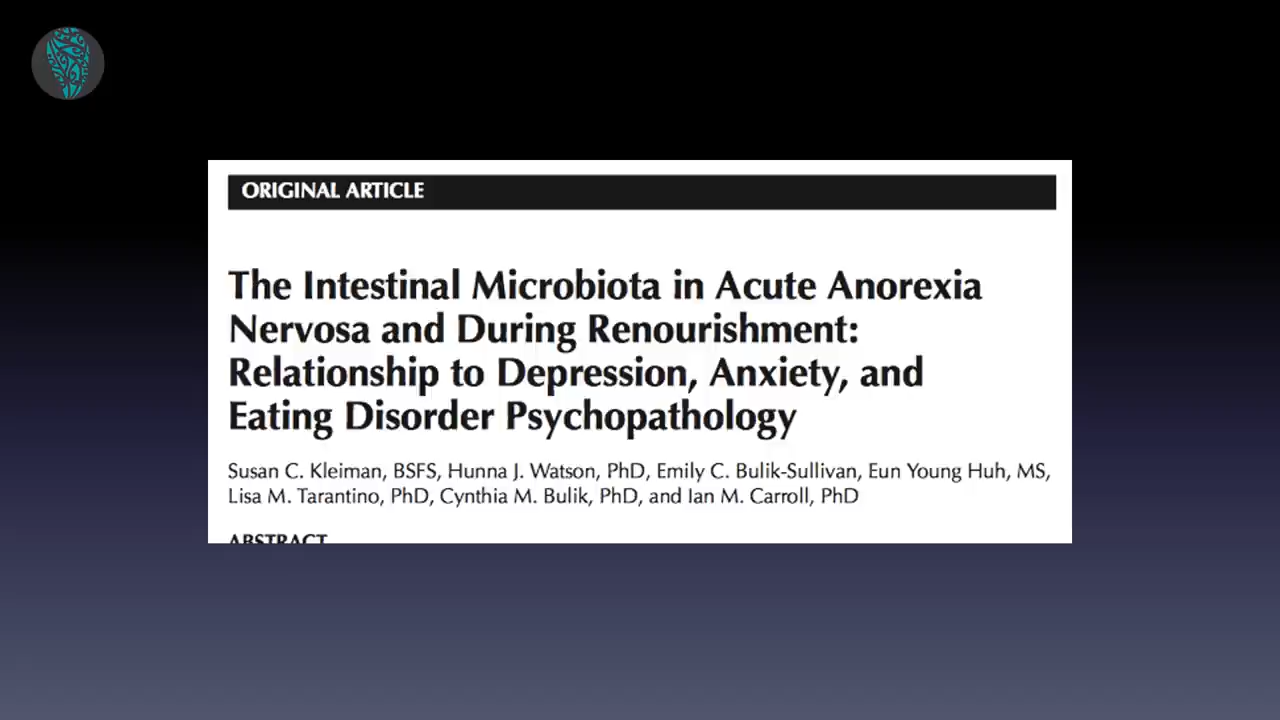 ORIGINAL ARTICLE
The Intestinal Microbiota in Acute Anorexia
Nervosa and During Renourishment:
Relationship to Depression, Anxiety, and
Eating Disorder Psychopathology
Susan C. Kleiman, BSFS, Hunna J. Watson, PhD, Emily C. Bulik-Sullivan, Eun Young Huh, MS,
Lisa M. Tarantino, PhD, Cynthia M. Bulik, PhD, and Ian M. Carroll, PhD
ABSTRACT